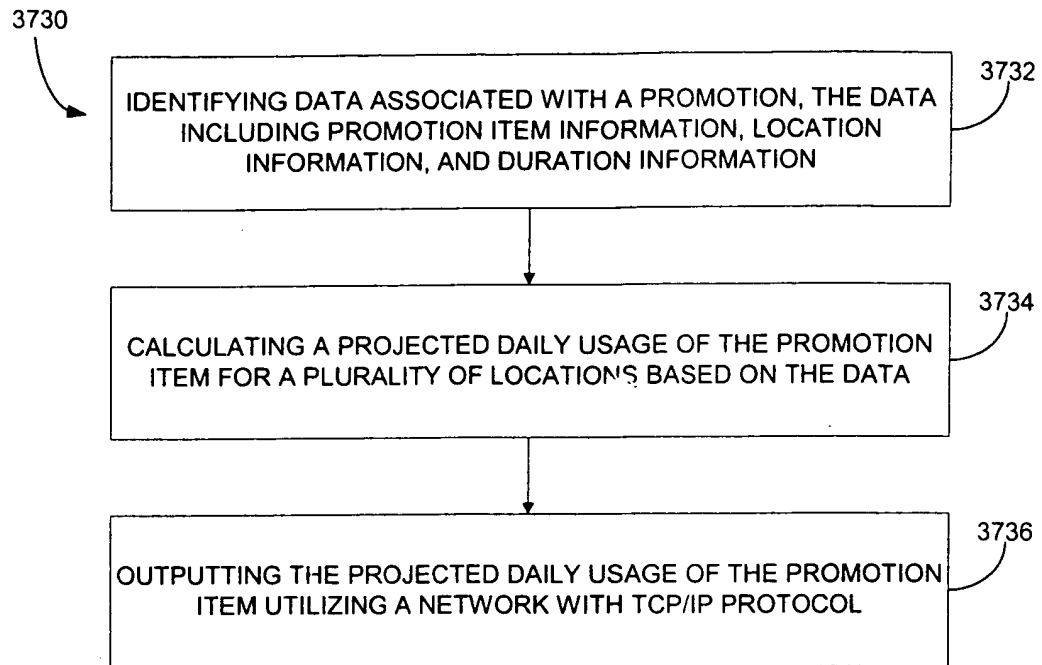 3730
3732
IDENTIFYING DATA ASSOCIATED WITH A PROMOTION, THE DATA
INCLUDING PROMOTION ITEM INFORMATION, LOCATION
INFORMATION, AND DURATION INFORMATION
3734
CALCULATING A PROJECTED DAILY USAGE OF THE PROMOTION
ITEM FOR A PLURALITY OF LOCATIONS BASED ON THE DATA
3736
OUTPUTTING THE PROJECTED DAILY USAGE OF THE PROMOTION
ITEM UTILIZING A NETWORK WITH TCP/IP PROTOCOL